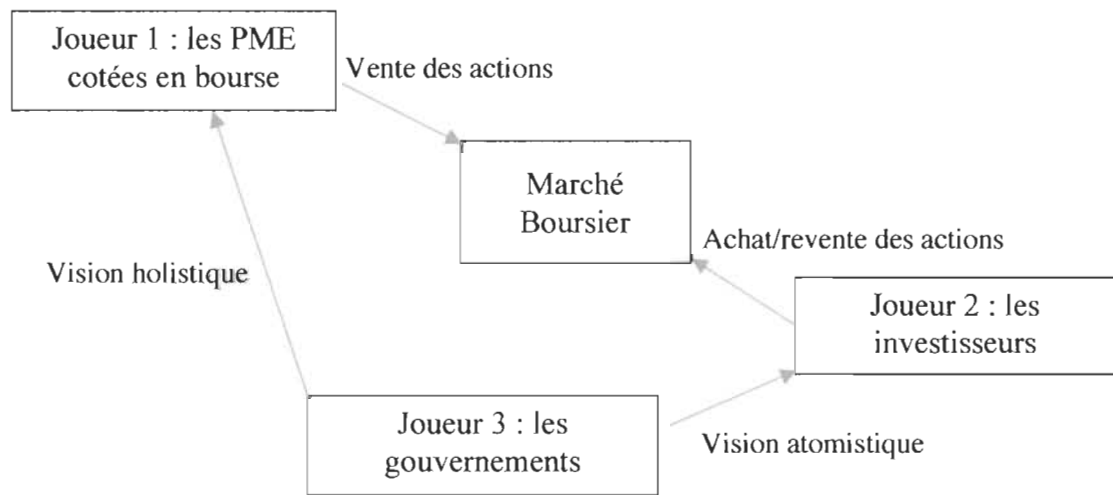 Joueur 1 : les PME
cotées en bourse
Vente des actions
Marché
Boursier
Achat/revente des actions
Vision holistique
Joueur 2 : les
investisseurs
Joueur 3 : les
gouvernements
Vision atomistique